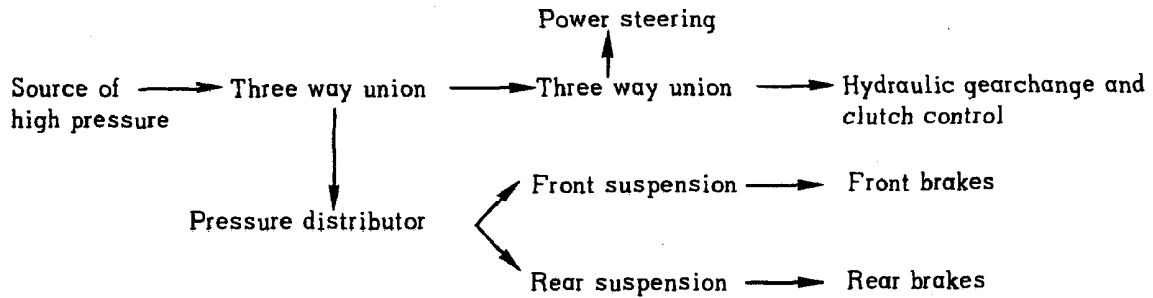 Power steering
Source of high pressure
Three way union
Three way union
Hydraulic gearchange and clutch control
Front suspension
Front brakes
Pressure distributor
Rear suspension
Rear brakes